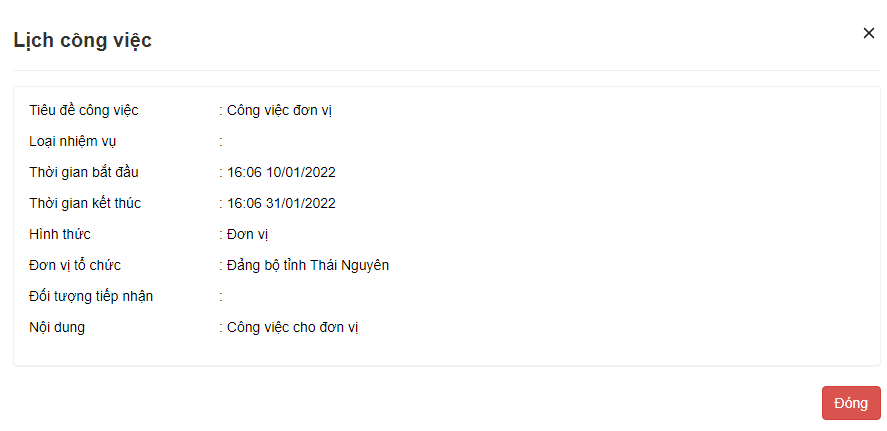 Lịch công việc
Tiêu đề công việc : Công việc đơn vị
Loại nhiệm vụ :
Thời gian bắt đầu : 16:06 10/01/2022
Thời gian kết thúc : 16:06 31/01/2022
Hình thức : Đơn vị
Đơn vị tổ chức : Đảng bộ tỉnh Thái Nguyên
Đối tượng tiếp nhận :
Nội dung : Công việc cho đơn vị
Đóng